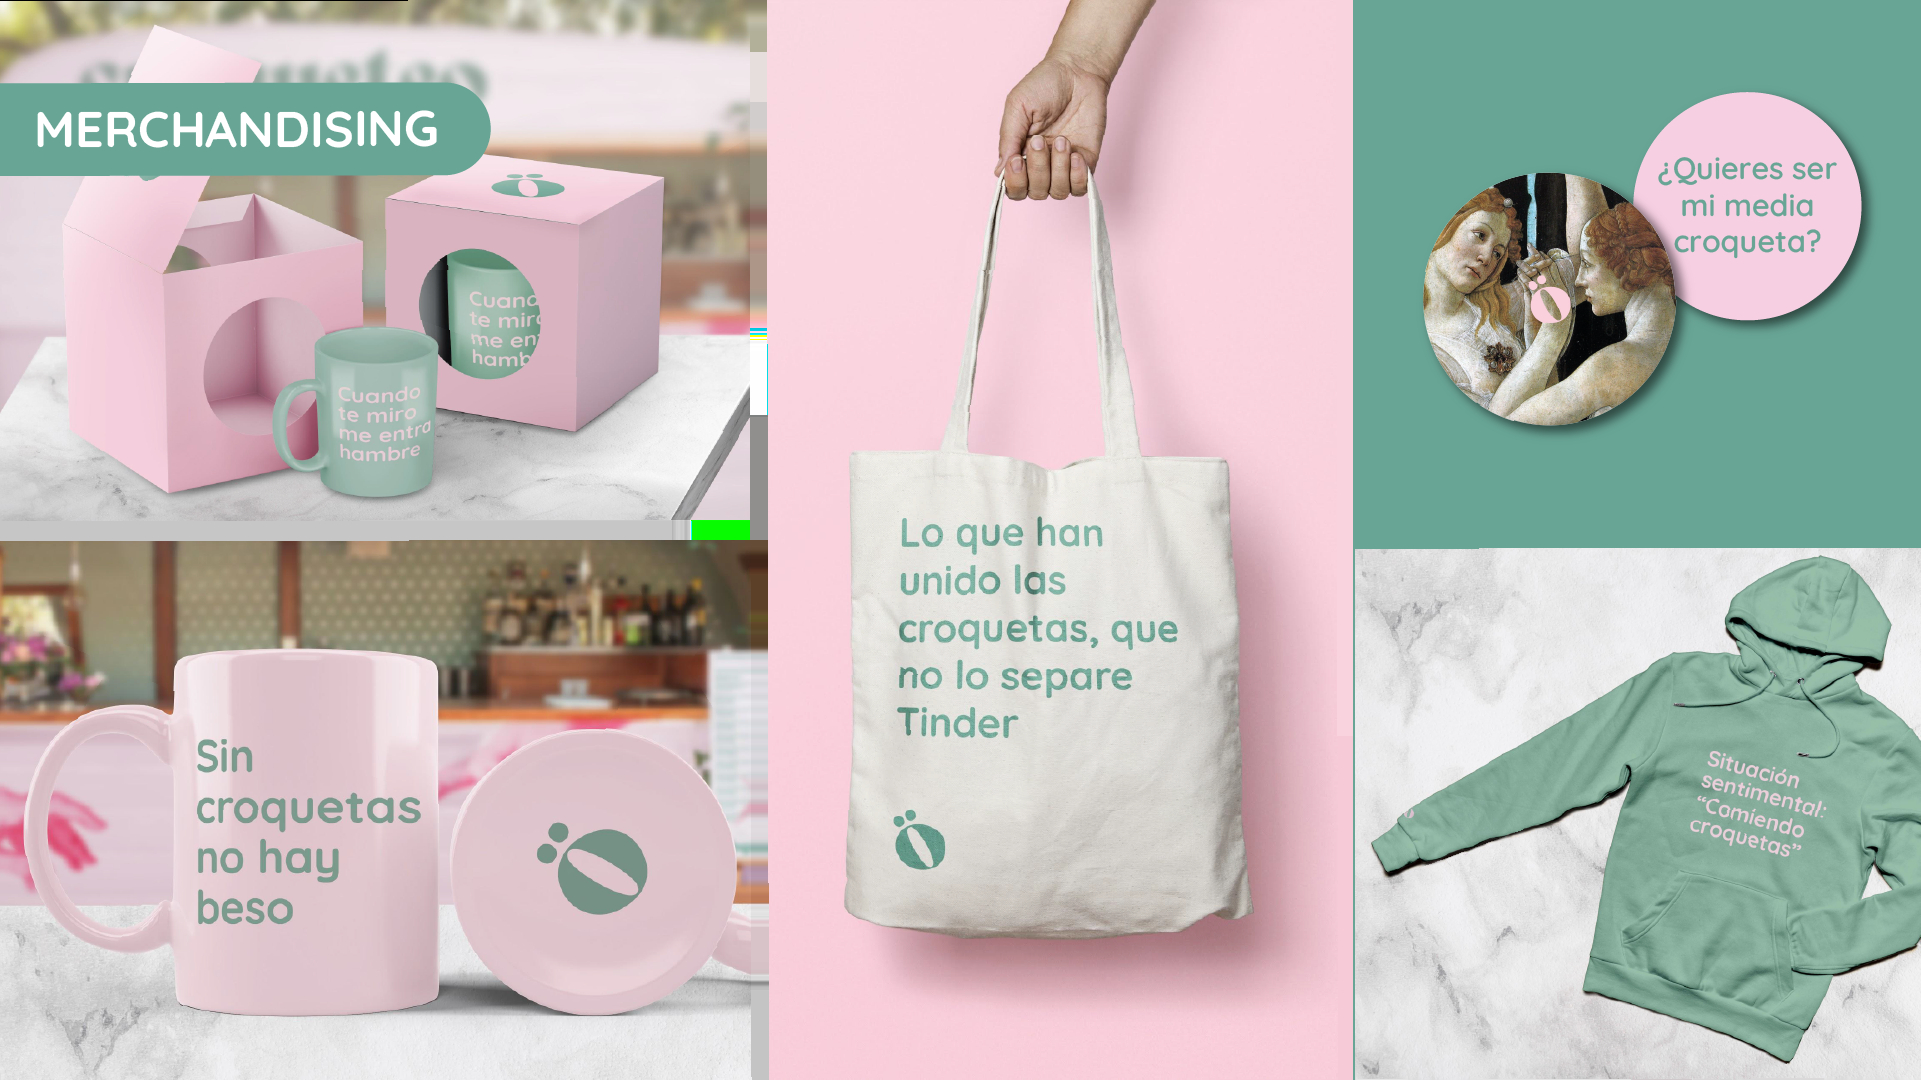 MERCHANDISING
Cuando
te miro
me entra
hambre
Sin
croquetas
no hay
beso
Lo que han
unido las
croquetas, que
no lo separe
Tinder
¿Quieres ser
mi media
croqueta?
Situación
sentimental:
“Comiendo
croquetas”